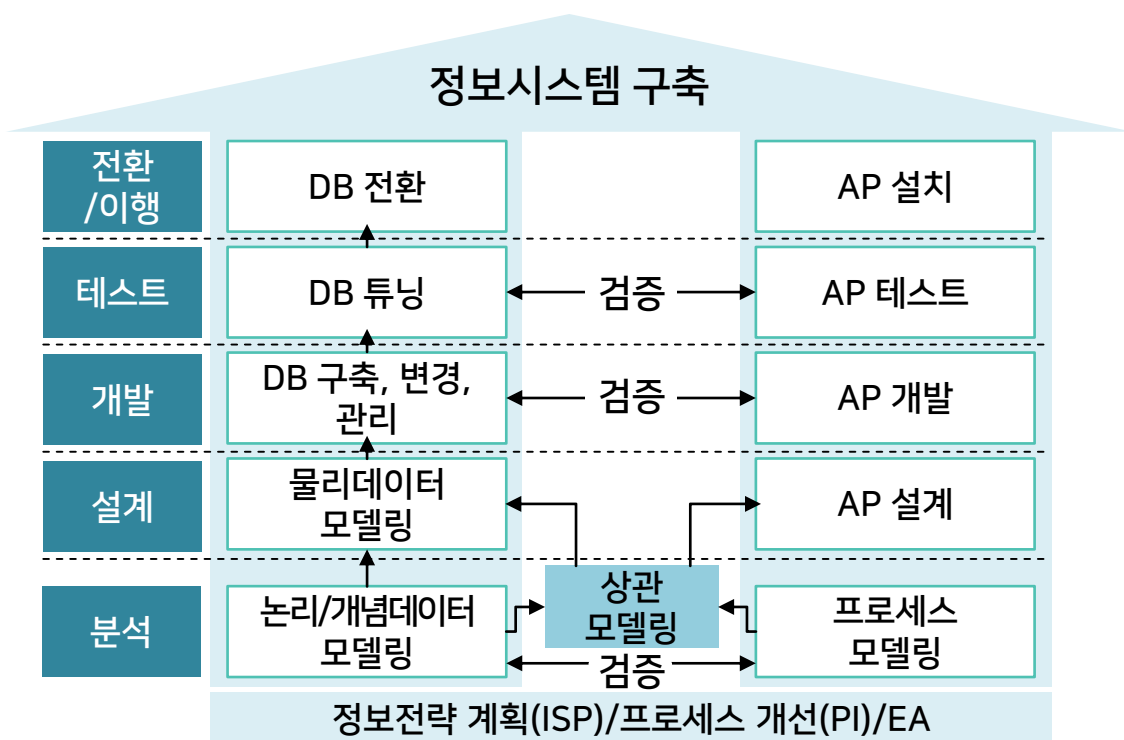 정보시스템 구축
전환
/이행
DB 전환
AP 설치
테스트
DB 튜닝
검증
AP 테스트
개발
DB 구축, 변경,
관리
검증
AP 개발
설계
물리데이터
모델링
AP 설계
분석
논리/개념데이터
모델링
상관
모델링
검증
프로세스
모델링
정보전략 계획(ISP)/프로세스 개선(PI)/EA